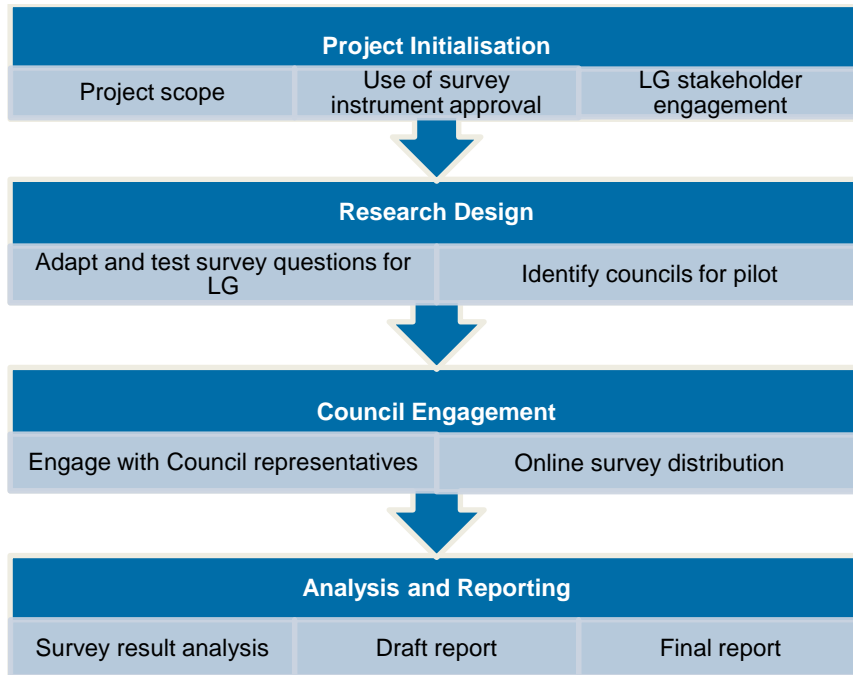 Project Initialisation
Project scope
Use of survey
instrument approval
LG stakeholder
engagement
Research Design
Adapt and test survey questions for
LG
Identify councils for pilot
Council Engagement
Engage with Council representatives
Online survey distribution
Analysis and Reporting
Survey result analysis
Draft report
Final report